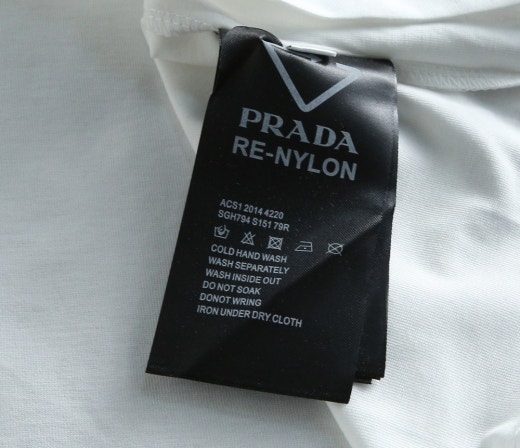 PRADA
RE-NYLON
ACS1 2014 4220
SGH794 S151 79R
COLD HAND WASH
WASH SEPARATELY
WASH INSIDE OUT
DO NOT SOAK
DONOT WRING
IRON UNDER DRY CLOTH